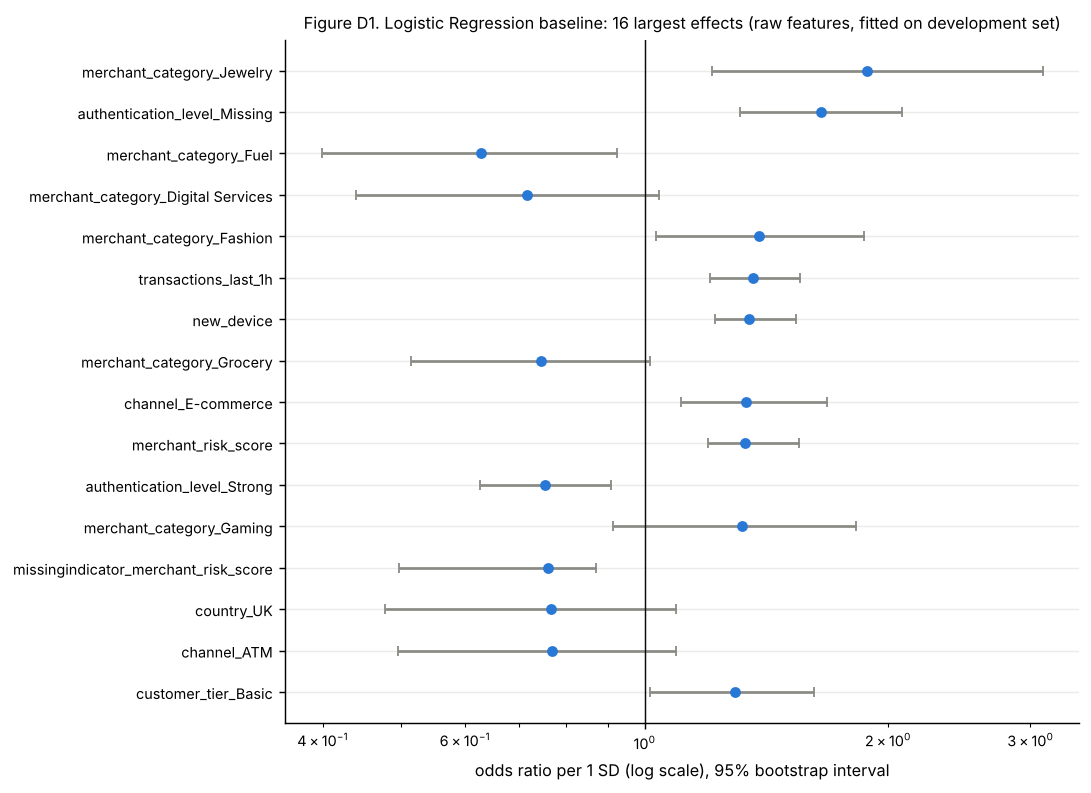 Figure D1. Logistic Regression baseline: 16 largest effects (raw features, fitted on development set)
merchant_category_Jewelry
authentication_level_Missing
merchant_category_Fuel
merchant_category_Digital Services
merchant_category_Fashion
transactions_last_1h
new_device
merchant_category_Grocery
channel_E-commerce
merchant_risk_score
authentication_level_Strong
merchant_category_Gaming
missingindicator_merchant_risk_score
country_UK
channel_ATM
customer_tier_Basic
4 × 10⁻¹ 6 × 10⁻¹ 10⁰ 2 × 10⁰ 3 × 10⁰
odds ratio per 1 SD (log scale), 95% bootstrap interval